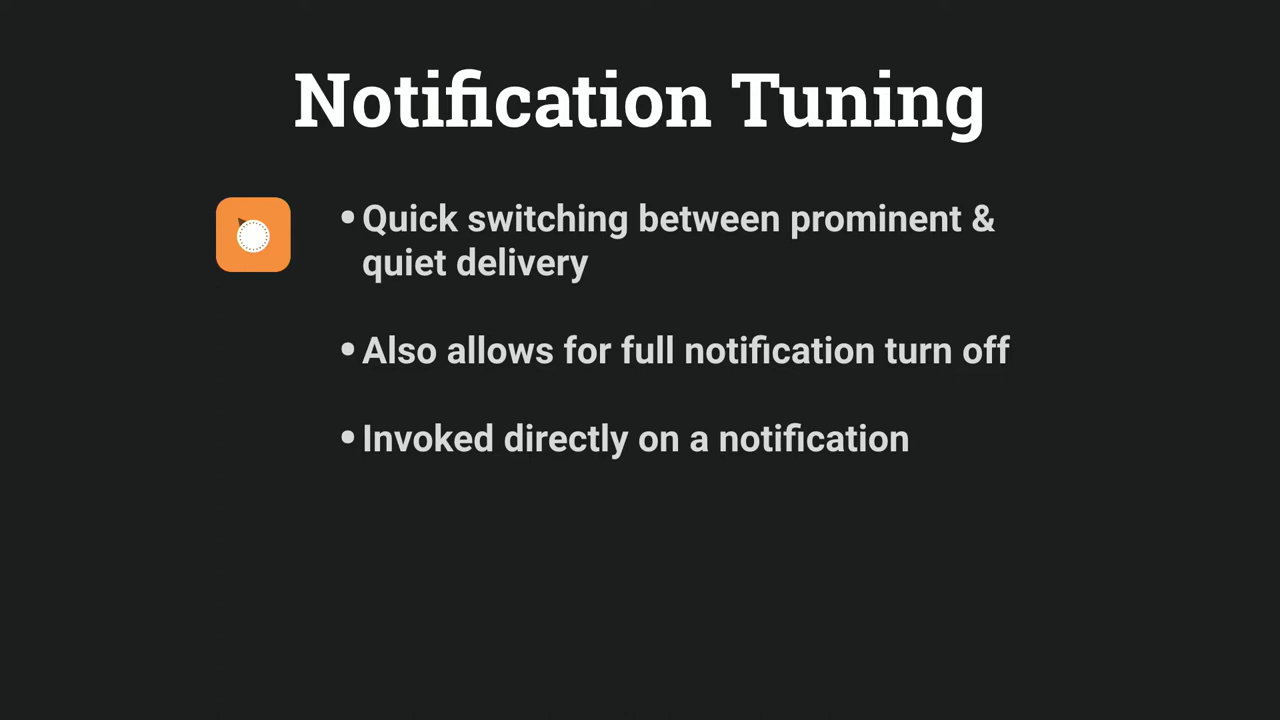 Notification Tuning
• Quick switching between prominent &
quiet delivery
• Also allows for full notification turn off
• Invoked directly on a notification